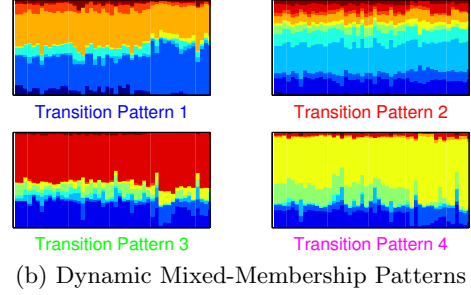 Transition Pattern 1
Transition Pattern 2
Transition Pattern 3
Transition Pattern 4
(b) Dynamic Mixed-Membership Patterns